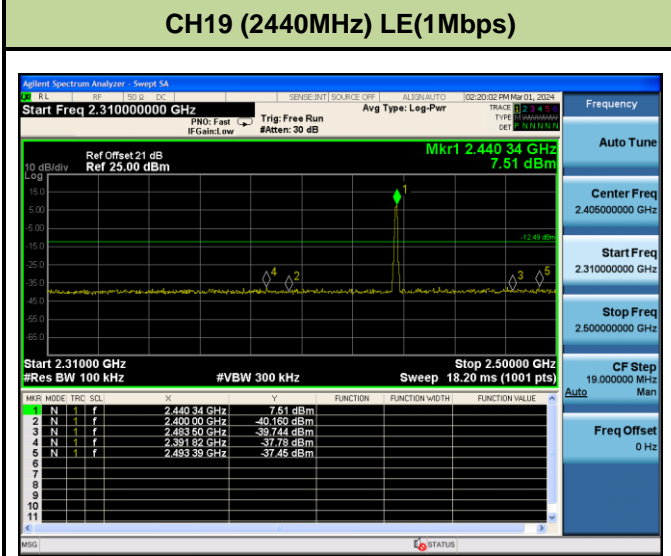 CH19 (2440MHz) LE(1Mbps)
Agilent Spectrum Analyzer - Swept SA
RL RF 50 Ω DC SENSE:INT SOURCE OFF ALIGNAUTO 02:20:02 PM Mar 01, 2024
Start Freq 2.310000000 GHz
PNO: Fast
IFGain:Low
Trig: Free Run
#Atten: 30 dB
Avg Type: Log-Pwr
TRACE 1 2 3 4 5 6
TYPE M
DET P N N N N N
Mkr1 2.440 34 GHz
7.51 dBm
Ref Offset 21 dB
10 dB/div Ref 25.00 dBm
Log
15.0
5.00
-5.00
-15.0
-25.0
-35.0
-45.0
-55.0
-65.0
-12.49 dBm
1
4
2
3
5
Start 2.31000 GHz Stop 2.50000 GHz
#Res BW 100 kHz #VBW 300 kHz Sweep 18.20 ms (1001 pts)
MKR MODE TRC SCL X Y FUNCTION FUNCTION WIDTH FUNCTION VALUE
1 N 1 f 2.440 34 GHz 7.51 dBm
2 N 1 f 2.400 00 GHz -40.160 dBm
3 N 1 f 2.483 50 GHz -39.744 dBm
4 N 1 f 2.391 82 GHz -37.78 dBm
5 N 1 f 2.493 39 GHz -37.45 dBm
6
7
8
9
10
11
MSG STATUS
Frequency
Auto Tune
Center Freq
2.405000000 GHz
Start Freq
2.310000000 GHz
Stop Freq
2.500000000 GHz
CF Step
19.000000 MHz
Auto Man
Freq Offset
0 Hz